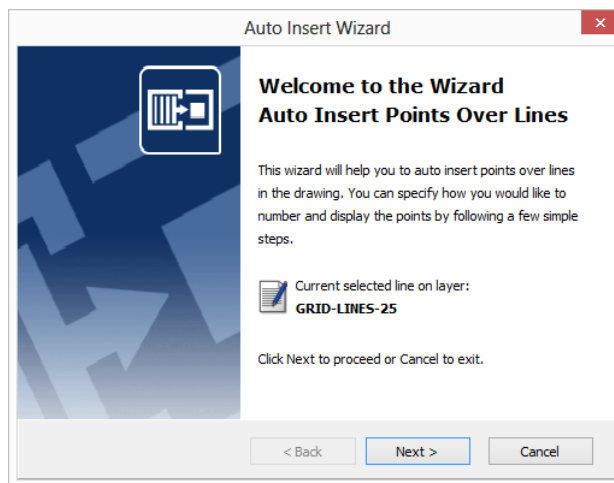 Auto Insert Wizard
Welcome to the Wizard
Auto Insert Points Over Lines
This wizard will help you to auto insert points over lines
in the drawing. You can specify how you would like to
number and display the points by following a few simple
steps.
Current selected line on layer:
GRID-LINES-25
Click Next to proceed or Cancel to exit.
< Back
Next >
Cancel